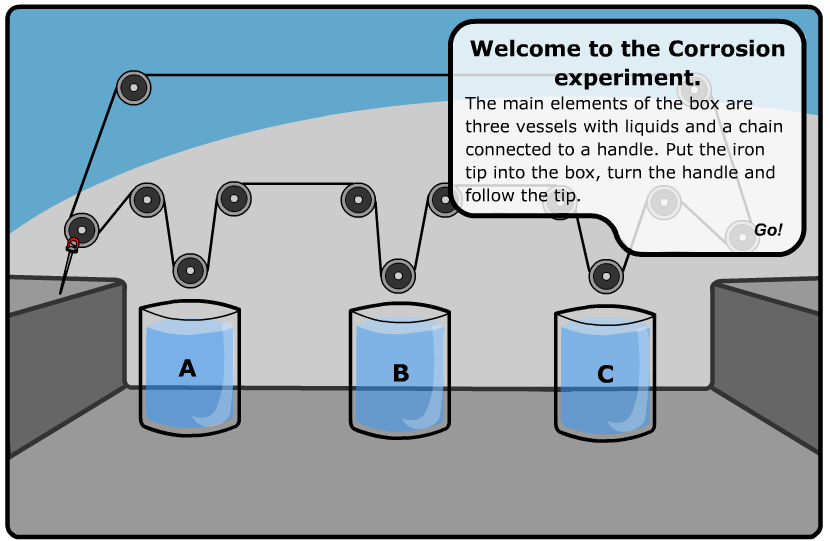 Welcome to the Corrosion
experiment.
The main elements of the box are
three vessels with liquids and a chain
connected to a handle. Put the iron
tip into the box, turn the handle and
follow the tip.
Go!
A
B
C